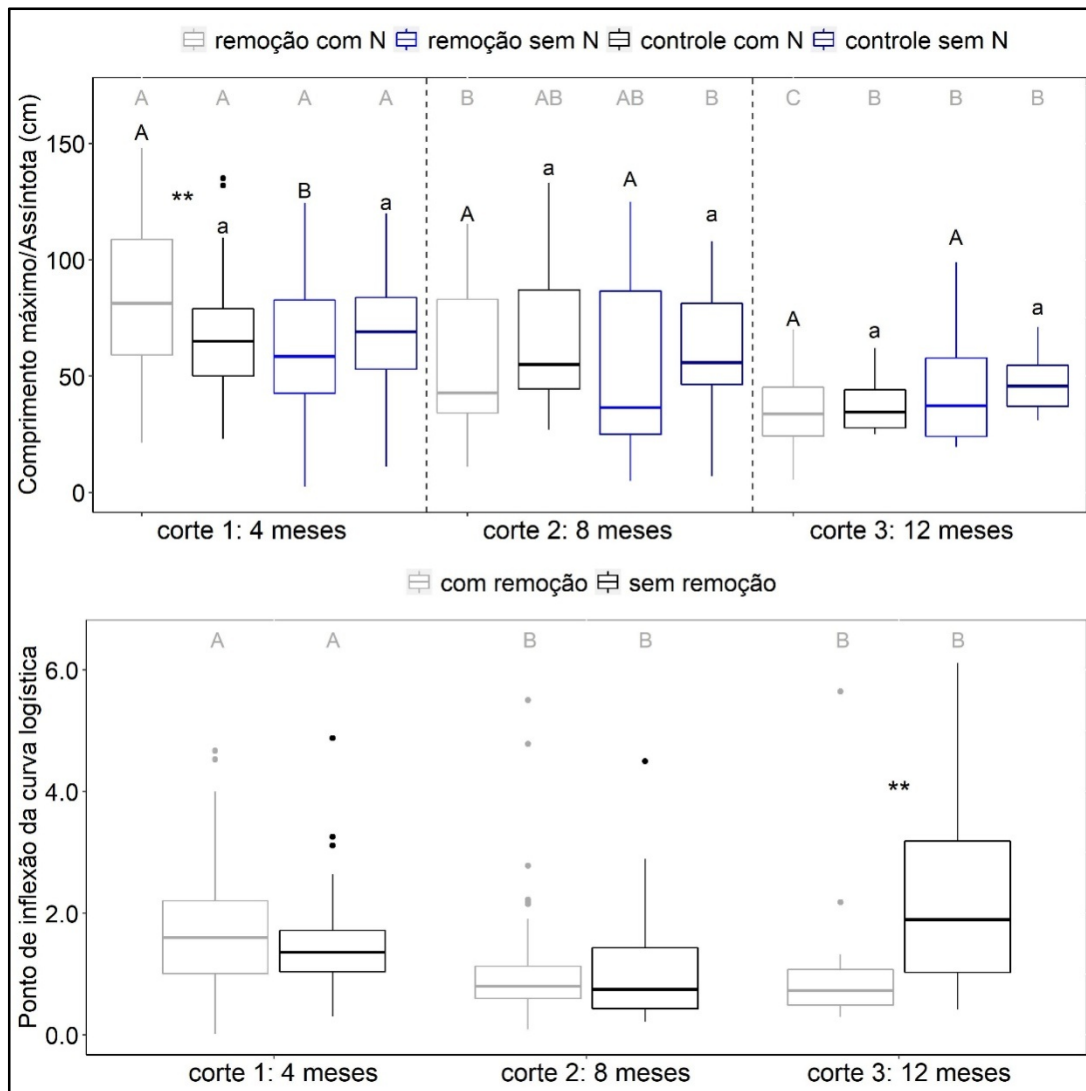 remoção com N remoção sem N controle com N controle sem N
Comprimento máximo/Assíntota (cm)
A A A A B AB AB B C B B B
150
100
50
0
A ** a B a A a A a A a A a
corte 1: 4 meses corte 2: 8 meses corte 3: 12 meses
com remoção sem remoção
Ponto de inflexão da curva logística
A A B B B B
6.0
4.0
2.0
0.0
**
corte 1: 4 meses corte 2: 8 meses corte 3: 12 meses